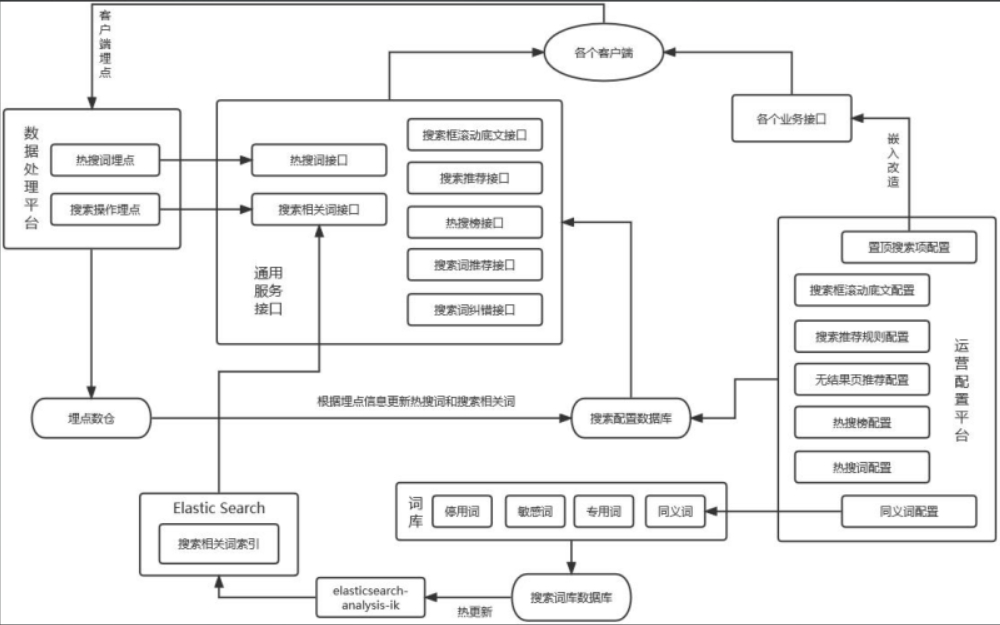 客户端埋点
各个客户端
数据处理平台
热搜词埋点
搜索操作埋点
热搜词接口
搜索相关词接口
通用
服务
接口
搜索框滚动底文接口
搜索推荐接口
热搜榜接口
搜索词推荐接口
搜索词纠错接口
各个业务接口
嵌入改造
置顶搜索项配置
搜索框滚动底文配置
搜索推荐规则配置
无结果页推荐配置
热搜榜配置
热搜词配置
同义词配置
运营配置平台
埋点数仓
根据埋点信息更新热搜词和搜索相关词
搜索配置数据库
Elastic Search
搜索相关词索引
词库
停用词
敏感词
专用词
同义词
elasticsearch-
analysis-ik
热更新
搜索词库数据库